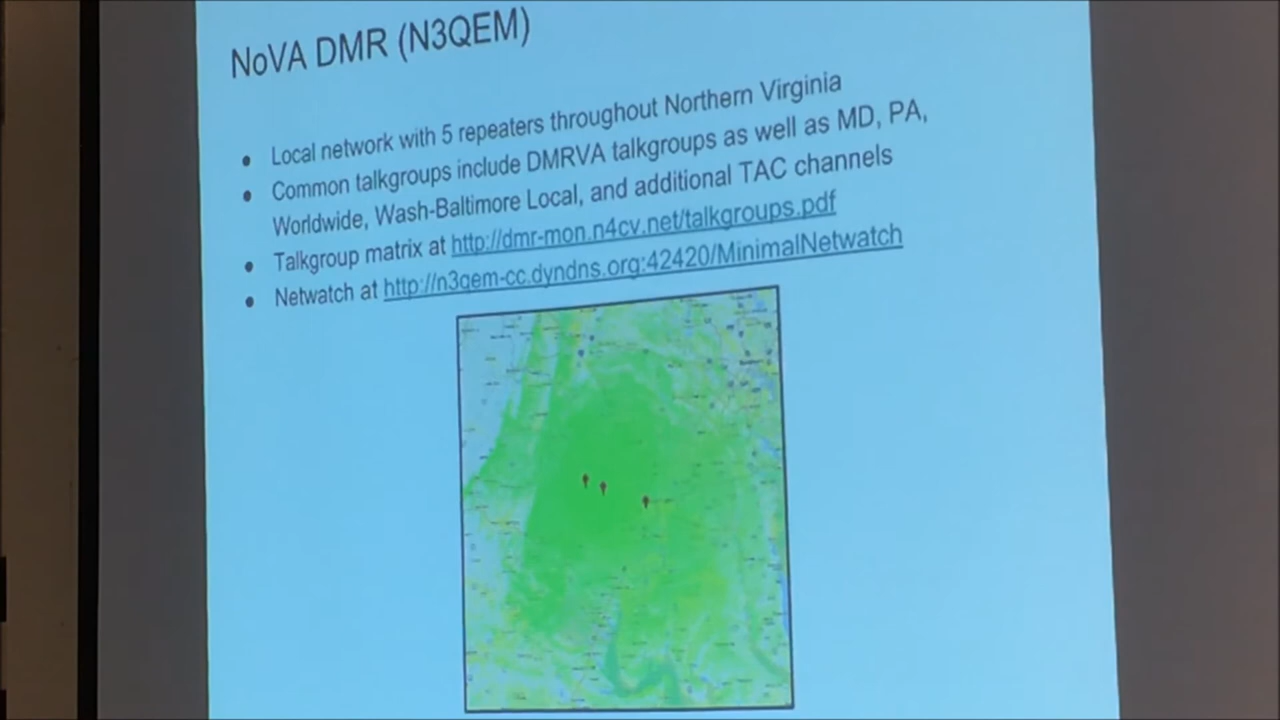 NoVA DMR (N3QEM)
● Local network with 5 repeaters throughout Northern Virginia
● Common talkgroups include DMRVA talkgroups as well as MD, PA,
Worldwide, Wash-Baltimore Local, and additional TAC channels
● Talkgroup matrix at http://dmr-mon.n4cv.net/talkgroups.pdf
● Netwatch at http://n3qem-cc.dyndns.org:42420/MinimalNetwatch